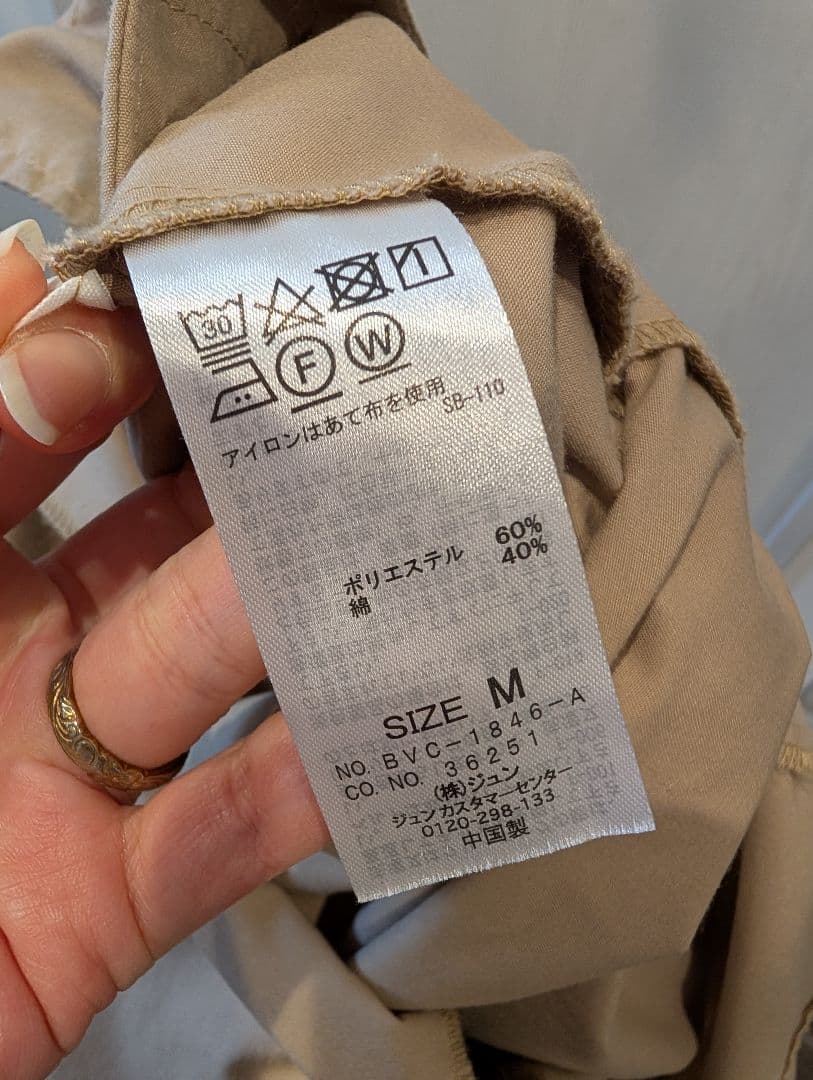 30
F W
アイロンはあて布を使用 SB-110
ポリエステル 60%
綿 40%
SIZE M
NO. BVC-1846-A
CO. NO. 36251
(株)ジュン
ジュンカスタマーセンター
0120-298-133
中国製